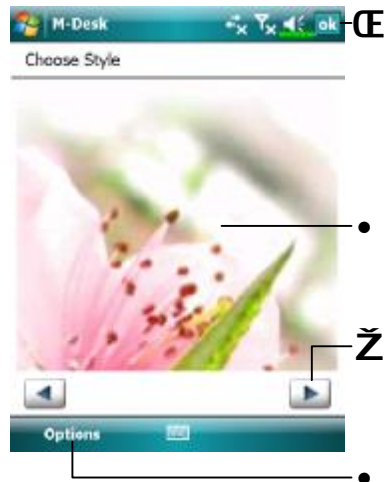 M-Desk ok Œ
Choose Style
•
Ž
Options
•